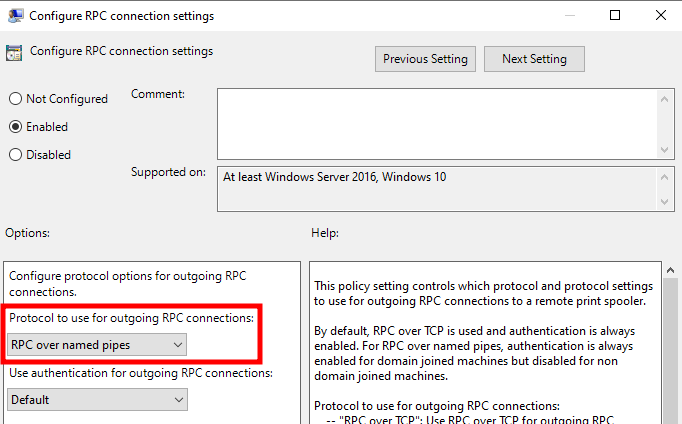 Configure RPC connection settings
Configure RPC connection settings
Previous Setting
Next Setting
Not Configured
Enabled
Disabled
Comment:
Supported on:
At least Windows Server 2016, Windows 10
Options:
Help:
Configure protocol options for outgoing RPC
connections.
Protocol to use for outgoing RPC connections:
RPC over named pipes
Use authentication for outgoing RPC connections:
Default
This policy setting controls which protocol and protocol settings
to use for outgoing RPC connections to a remote print spooler.
By default, RPC over TCP is used and authentication is always
enabled. For RPC over named pipes, authentication is always
enabled for domain joined machines but disabled for non
domain joined machines.
Protocol to use for outgoing RPC connections:
-- "RPC over TCP": Use RPC over TCP for outgoing RPC